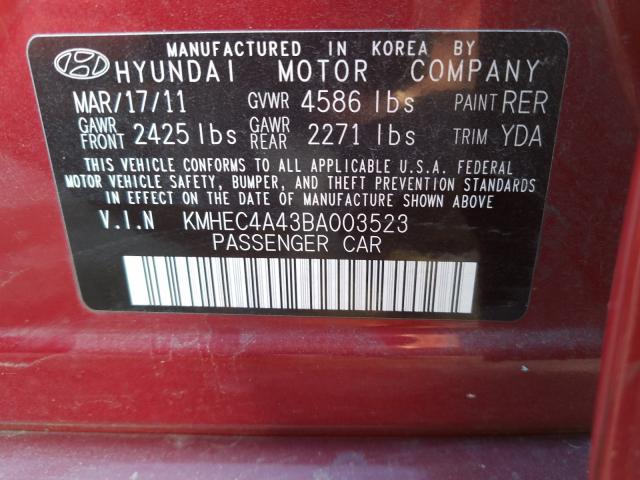 MANUFACTURED IN KOREA BY
HYUNDAI MOTOR COMPANY
MAR/17/11 GVWR 4586 lbs PAINT RER
GAWR FRONT 2425 lbs GAWR REAR 2271 lbs TRIM YDA
THIS VEHICLE CONFORMS TO ALL APPLICABLE U.S.A. FEDERAL
MOTOR VEHICLE SAFETY, BUMPER, AND THEFT PREVENTION STANDARDS
IN EFFECT ON THE DATE OF MANUFACTURE SHOWN ABOVE.
V.I.N KMHEC4A43BA003523
PASSENGER CAR